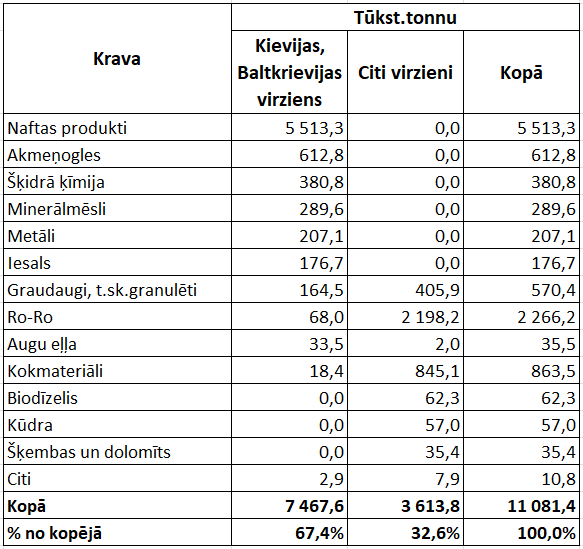 Krava
Tūkst.tonnu
Kievijas,
Baltkrievijas
virziens
Citi virzieni
Kopā
Naftas produkti 5 513,3 0,0 5 513,3
Akmeņogles 612,8 0,0 612,8
Šķidrā ķīmija 380,8 0,0 380,8
Minerālmēsli 289,6 0,0 289,6
Metāli 207,1 0,0 207,1
Iesals 176,7 0,0 176,7
Graudaugi, t.sk.granulēti 164,5 405,9 570,4
Ro-Ro 68,0 2 198,2 2 266,2
Augu eļļa 33,5 2,0 35,5
Kokmateriāli 18,4 845,1 863,5
Biodīzelis 0,0 62,3 62,3
Kūdra 0,0 57,0 57,0
Šķembas un dolomīts 0,0 35,4 35,4
Citi 2,9 7,9 10,8
Kopā 7 467,6 3 613,8 11 081,4
% no kopējā 67,4% 32,6% 100,0%